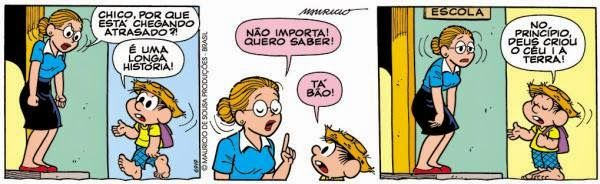 CHICO, POR QUE
ESTÁ CHEGANDO
ATRASADO?!
É UMA
LONGA
HISTÓRIA!
MAURICIO
NÃO IMPORTA!
QUERO SABER!
TÁ
BÃO!
© MAURICIO DE SOUSA PRODUÇÕES - BRASIL
ESCOLA
NO
PRINCÍPIO,
DEUS CRIOU
O CÉU I A
TERRA!